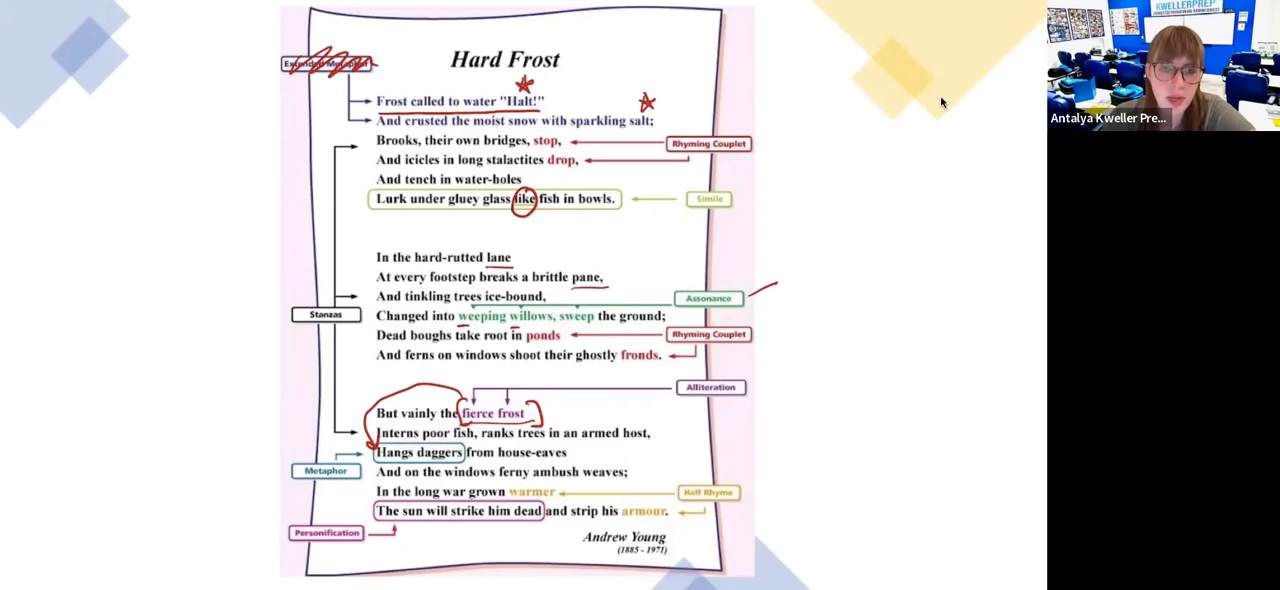 KWELLERPREP
Antalya Kweller Pre...
Hard Frost
Extended Metaphor
Frost called to water "Halt!"
And crusted the moist snow with sparkling salt;
Brooks, their own bridges, stop,
Rhyming Couplet
And icicles in long stalactites drop,
And tench in water-holes
Lurk under gluey glass like fish in bowls.
Simile
In the hard-rutted lane
At every footstep breaks a brittle pane,
And tinkling trees ice-bound,
Assonance
Stanzas
Changed into weeping willows, sweep the ground;
Dead boughs take root in ponds
Rhyming Couplet
And ferns on windows shoot their ghostly fronds.
Alliteration
But vainly the fierce frost
Interns poor fish, ranks trees in an armed host,
Hangs daggers from house-eaves
Metaphor
And on the windows ferny ambush weaves;
In the long war grown warmer
Half Rhyme
The sun will strike him dead and strip his armour.
Personification
Andrew Young
(1885 - 1971)